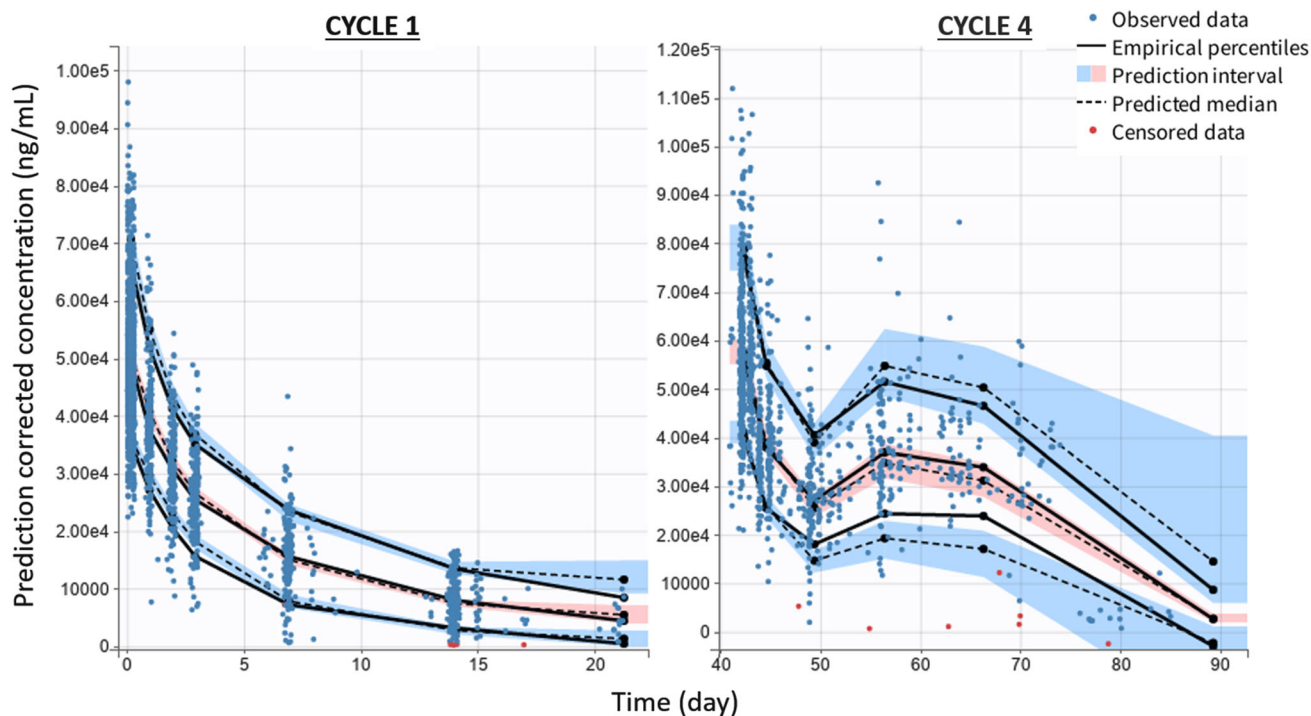 CYCLE 1
CYCLE 4
Observed data
Empirical percentiles
Prediction interval
Predicted median
Censored data
Prediction corrected concentration (ng/mL)
1.00e5
9.00e4
8.00e4
7.00e4
6.00e4
5.00e4
4.00e4
3.00e4
2.00e4
10000
0
0 5 10 15 20
1.20e5
1.10e5
1.00e5
9.00e4
8.00e4
7.00e4
6.00e4
5.00e4
4.00e4
3.00e4
2.00e4
10000
0
40 50 60 70 80 90
Time (day)